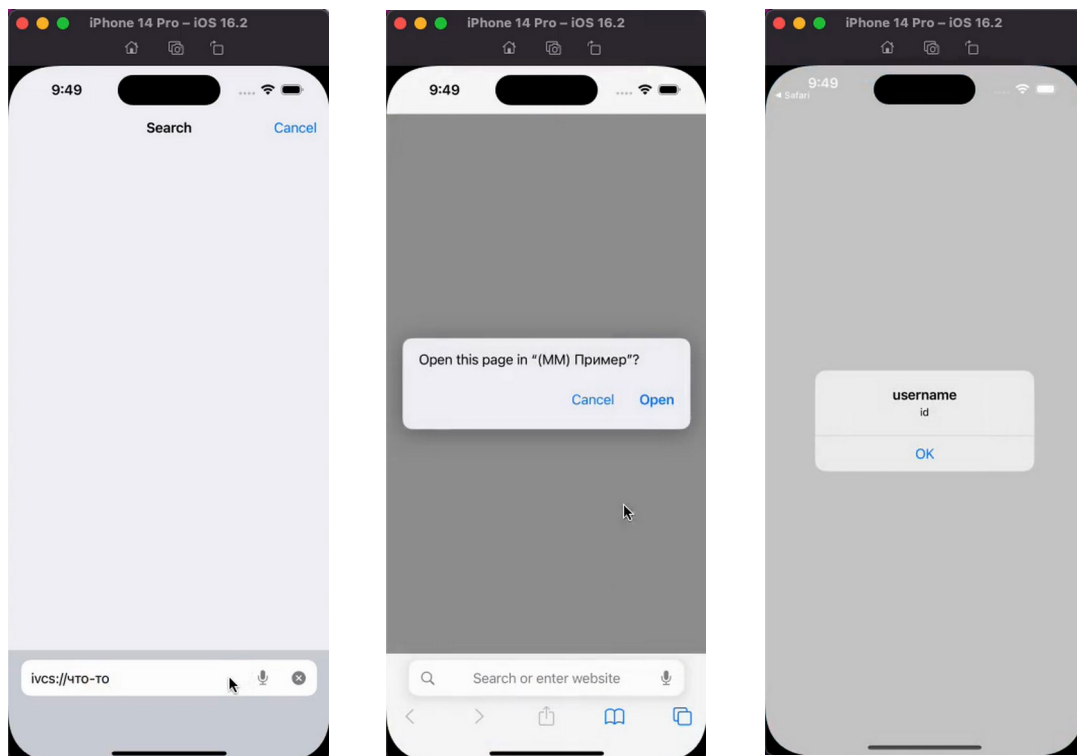 iPhone 14 Pro – iOS 16.2
9:49
Search
Cancel
ivcs://что-то
iPhone 14 Pro – iOS 16.2
9:49
Open this page in “(MM) Пример”?
Cancel
Open
Search or enter website
iPhone 14 Pro – iOS 16.2
9:49
Safari
username
id
OK